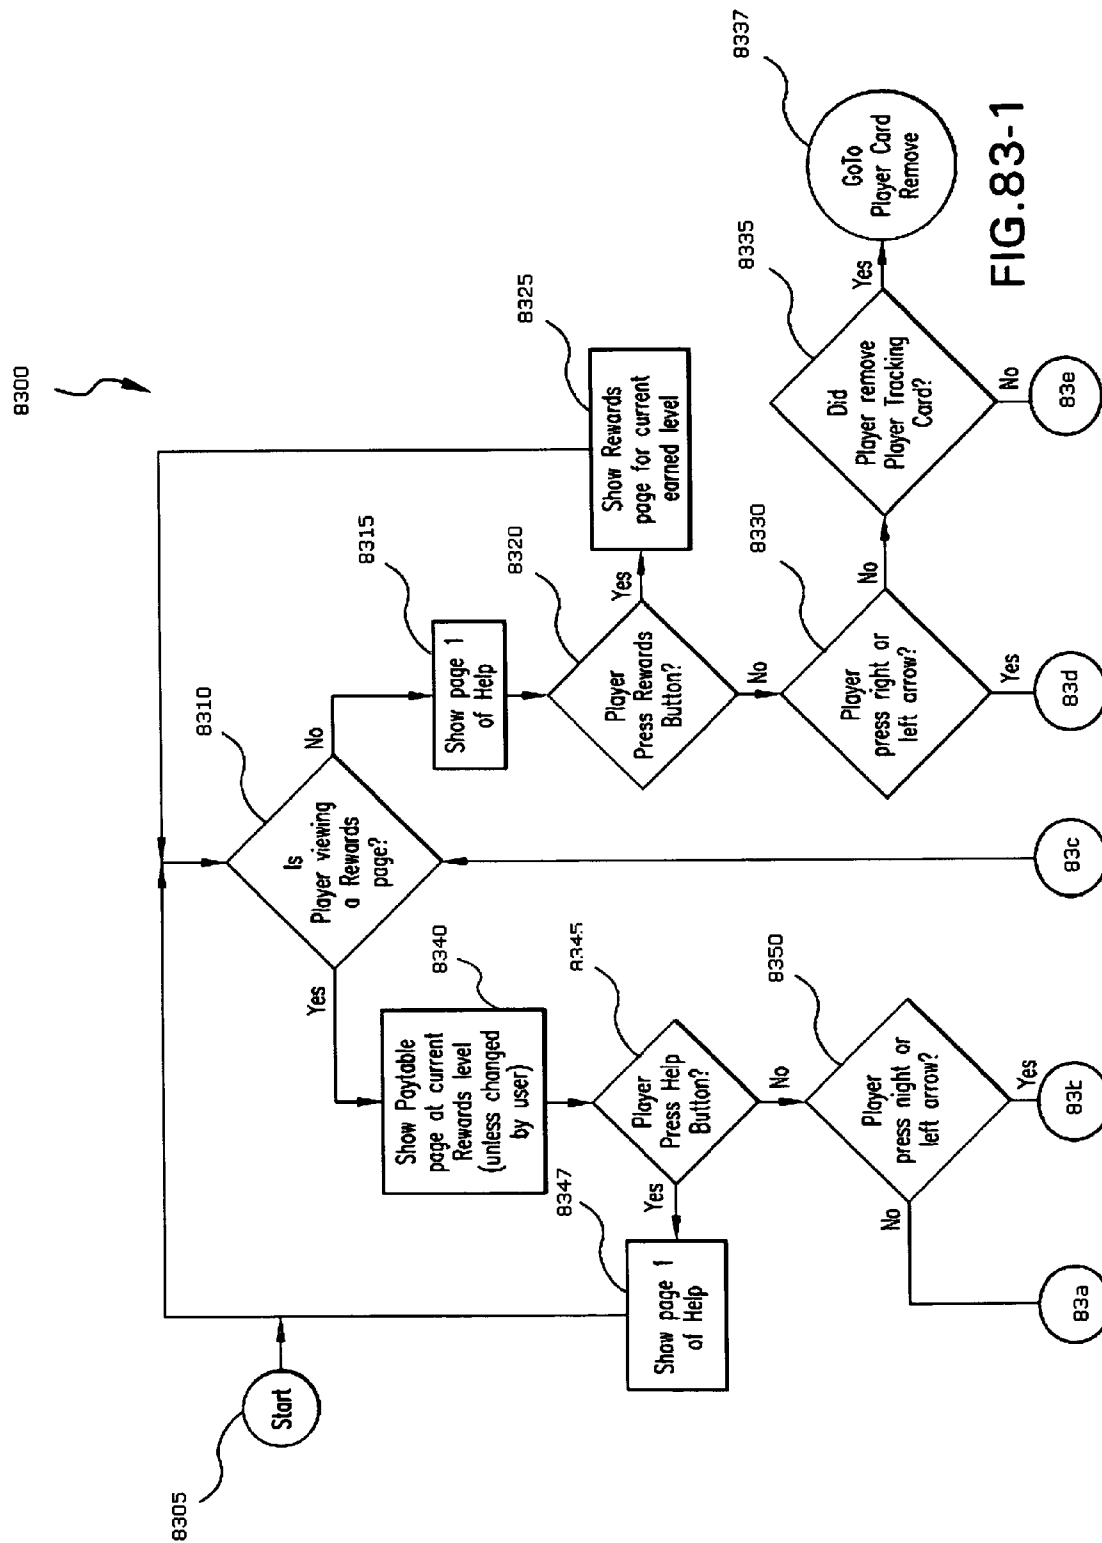 8300
8305
Start
8310
Is
Player viewing
a Rewards
page?
Yes
No
8340
Show Paytable
page at current
Rewards level
(unless changed
by user)
8315
Show page 1
of Help
8345
Player
Press Help
Button?
Yes
No
8347
Show page 1
of Help
8320
Player
Press Rewards
Button?
Yes
No
8325
Show Rewards
page for current
earned level
8350
Player
press night or
left arrow?
No
Yes
8330
Player
press right or
left arrow?
No
Yes
8335
Did
Player remove
Player Tracking
Card?
Yes
No
8337
GoTo
Player Card
Remove
83a
83b
83c
83d
83e
FIG.83-1